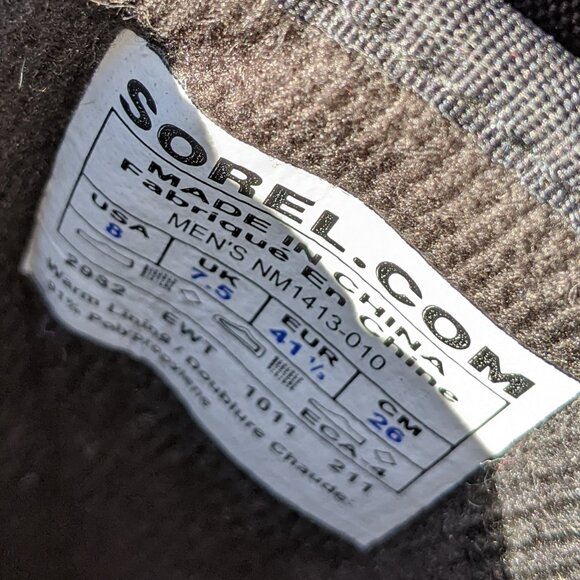 SOREL.COM
MADE IN CHINA
Fabriqué En Chine
MEN'S NM1413-010
USA UK EUR CM
8 7.5 41 ½ 26
2952 EWT 1011 ECA-4 211
Warm Lining / Doublure Chaude:
91%